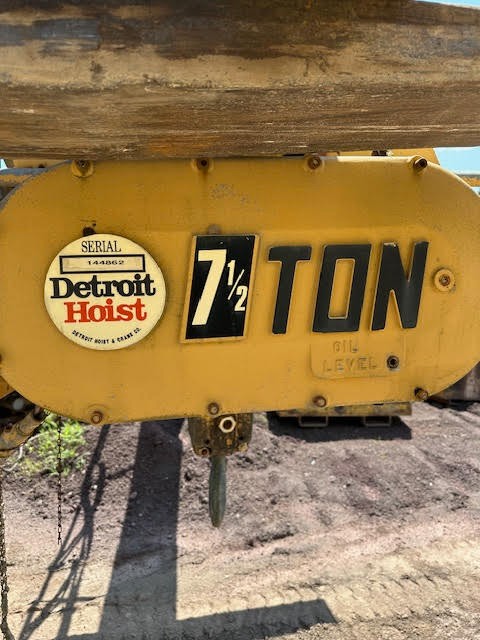 SERIAL
144862
Detroit
Hoist
DETROIT HOIST & CRANE CO.
7 1/2 TON
OIL
LEVEL